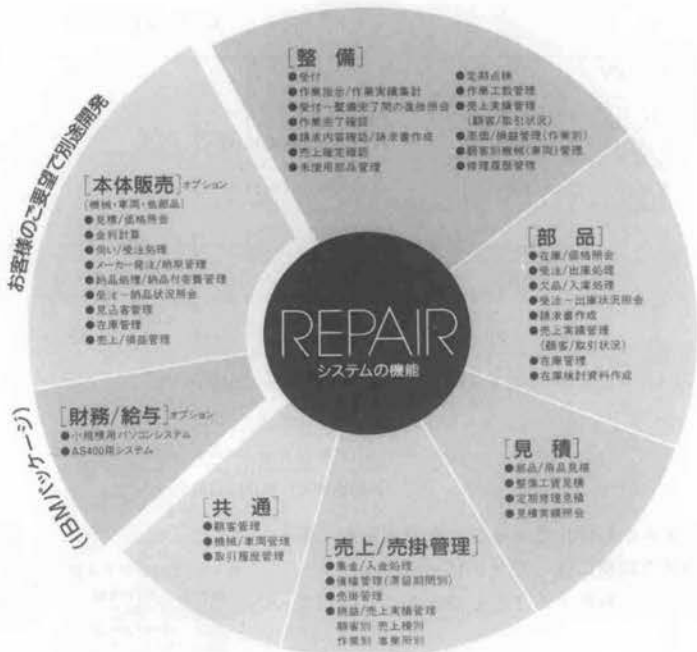 [整 備]
●受付
●作業指示/作業実績集計
●受付～整備完了間の進捗照会
●作業完了確認
●請求内容確認/請求書作成
●売上確定確認
●未使用部品管理
●定期点検
●作業工数管理
●売上実績管理
(顧客/取引状況)
●原価/損益管理(作業別)
●顧客別機械(車両)管理
●修理履歴管理
[部 品]
●在庫/価格照会
●受注/出庫処理
●欠品/入庫処理
●受注～出庫状況照会
●請求書作成
●売上実績管理
(顧客/取引状況)
●在庫管理
●在庫検討資料作成
[見 積]
●部品/用品見積
●整備工賃見積
●定期修理見積
●見積実績照会
[売上/売掛管理]
●集金/入金処理
●債権管理(滞留期間別)
●売掛管理
●損益/売上実績管理
顧客別 売上種別
作業別 事業所別
[共 通]
●顧客管理
●機械/車両管理
●取引履歴管理
[財務/給与]オプション
●小規模用パソコンシステム
●AS400用システム
(IBMパッケージ)
[本体販売]オプション
(機械・車両・他部品)
●見積/価格照会
●金利計算
●伺い/受注処理
●メーカー発注/納期管理
●納品処理/納品付帯費管理
●受注～納品状況照会
●見込客管理
●在庫管理
●売上/損益管理
お客様のご要望で別途開発
REPAIR
システムの機能